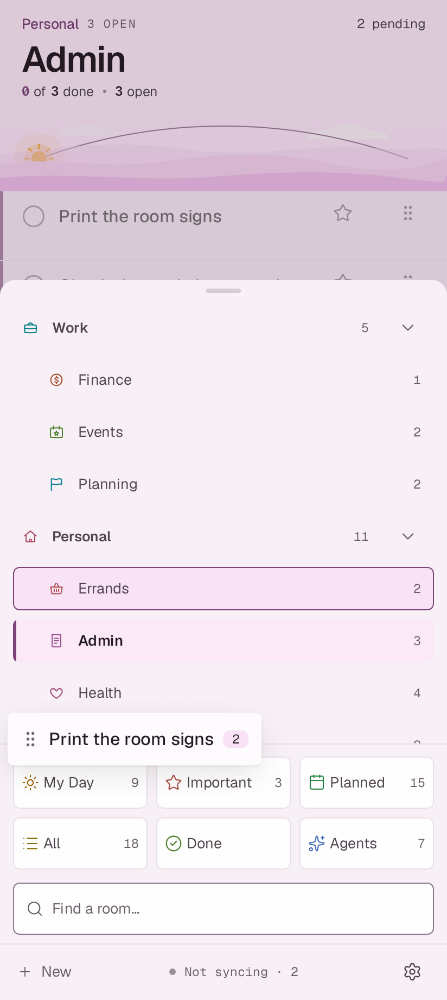 Personal 3 OPEN
2 pending
Admin
0 of 3 done • 3 open
Print the room signs
Work 5
Finance 1
Events 2
Planning 2
Personal 11
Errands 2
Admin 3
Health 4
Print the room signs 2
My Day 9
Important 3
Planned 15
All 18
Done
Agents 7
Find a room...
+ New
Not syncing · 2